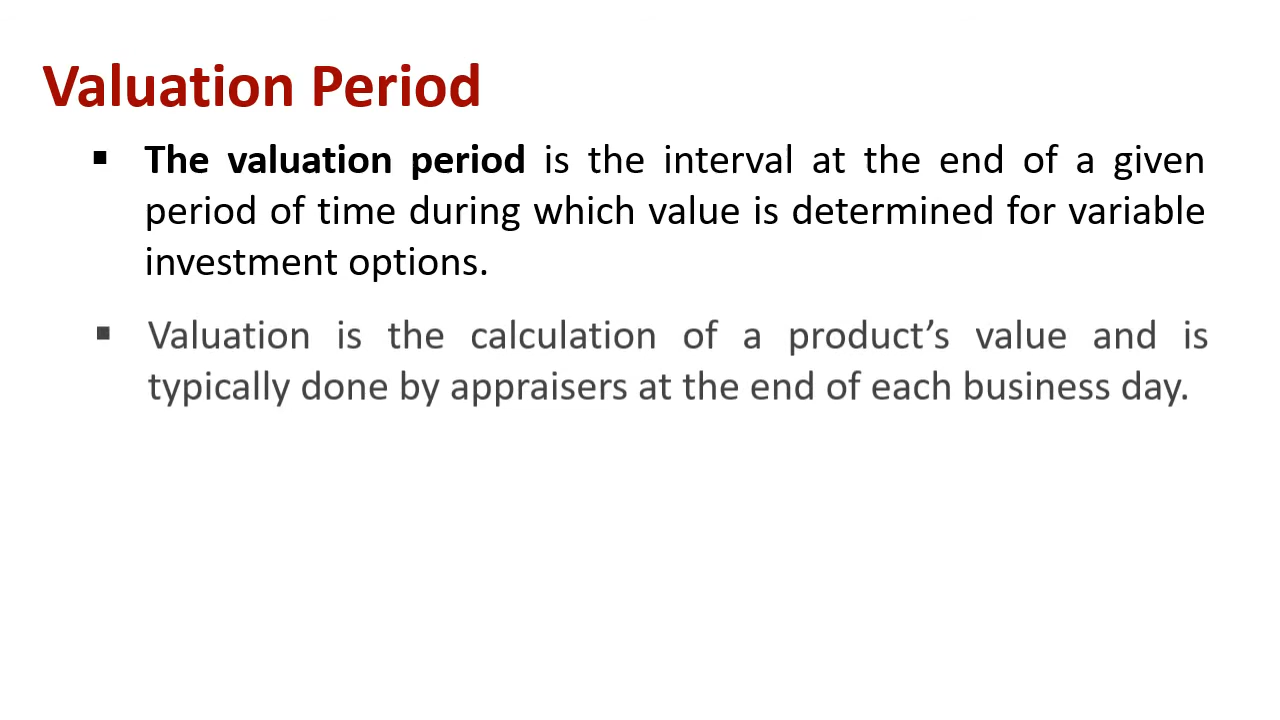 Valuation Period
▪ The valuation period is the interval at the end of a given
period of time during which value is determined for variable
investment options.
▪ Valuation is the calculation of a product’s value and is
typically done by appraisers at the end of each business day.